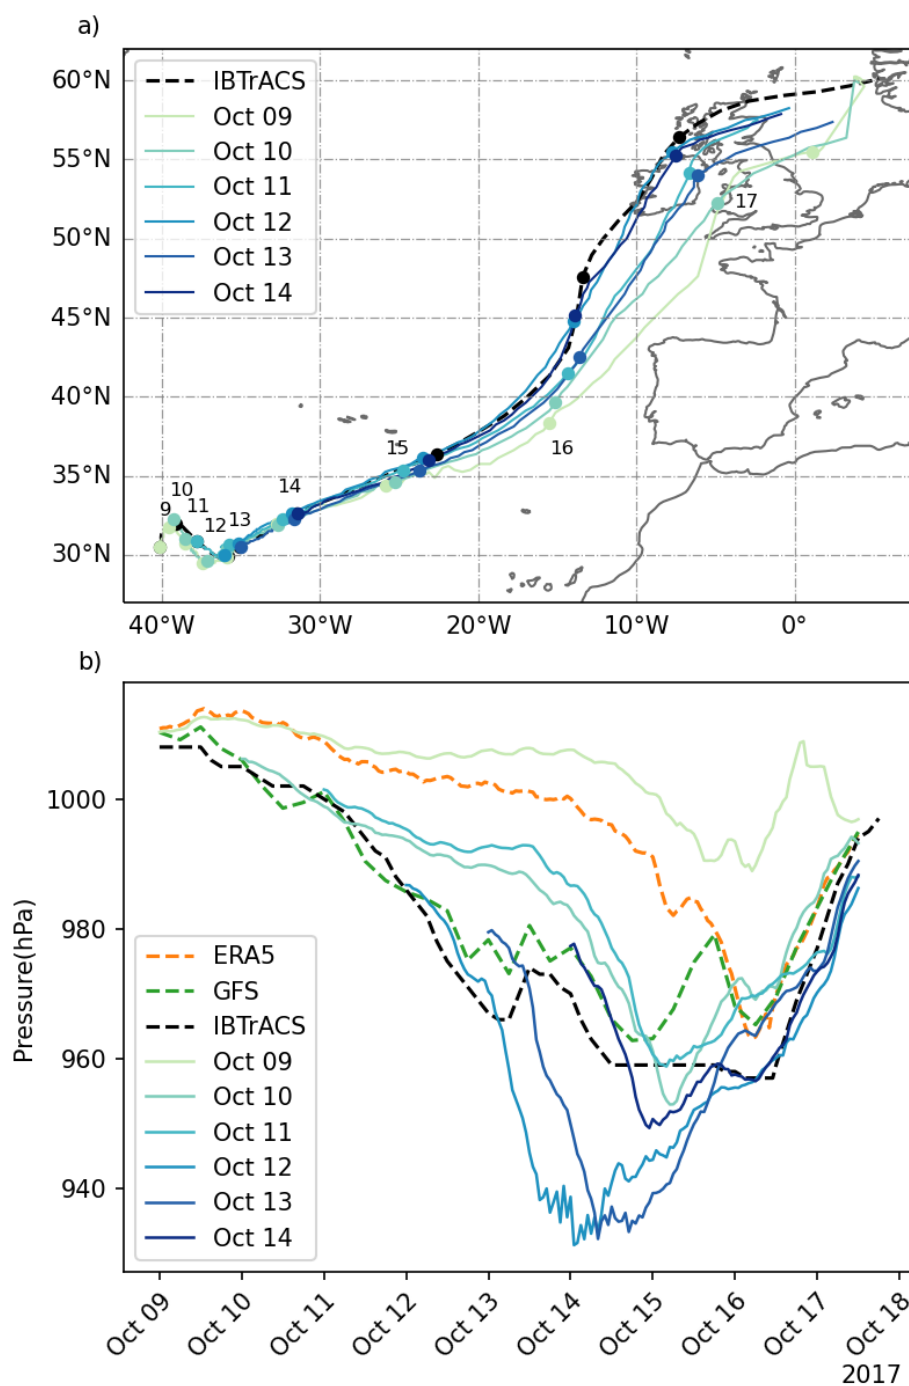 a)
60°N
55°N
50°N
45°N
40°N
35°N
30°N
IBTrACS
Oct 09
Oct 10
Oct 11
Oct 12
Oct 13
Oct 14
17
16
15
14
13
12
11
10
9
40°W
30°W
20°W
10°W
0°
b)
Pressure(hPa)
1000
980
960
940
ERA5
GFS
IBTrACS
Oct 09
Oct 10
Oct 11
Oct 12
Oct 13
Oct 14
Oct 09
Oct 10
Oct 11
Oct 12
Oct 13
Oct 14
Oct 15
Oct 16
Oct 17
Oct 18
2017